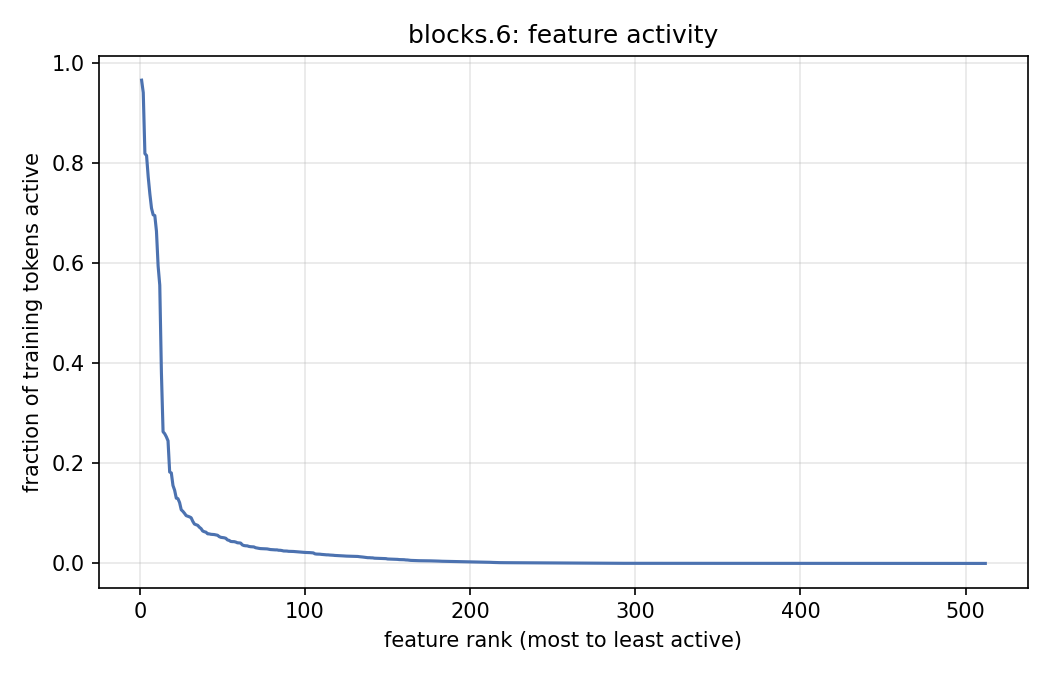 blocks.6: feature activity
fraction of training tokens active
1.0
0.8
0.6
0.4
0.2
0.0
0 100 200 300 400 500
feature rank (most to least active)